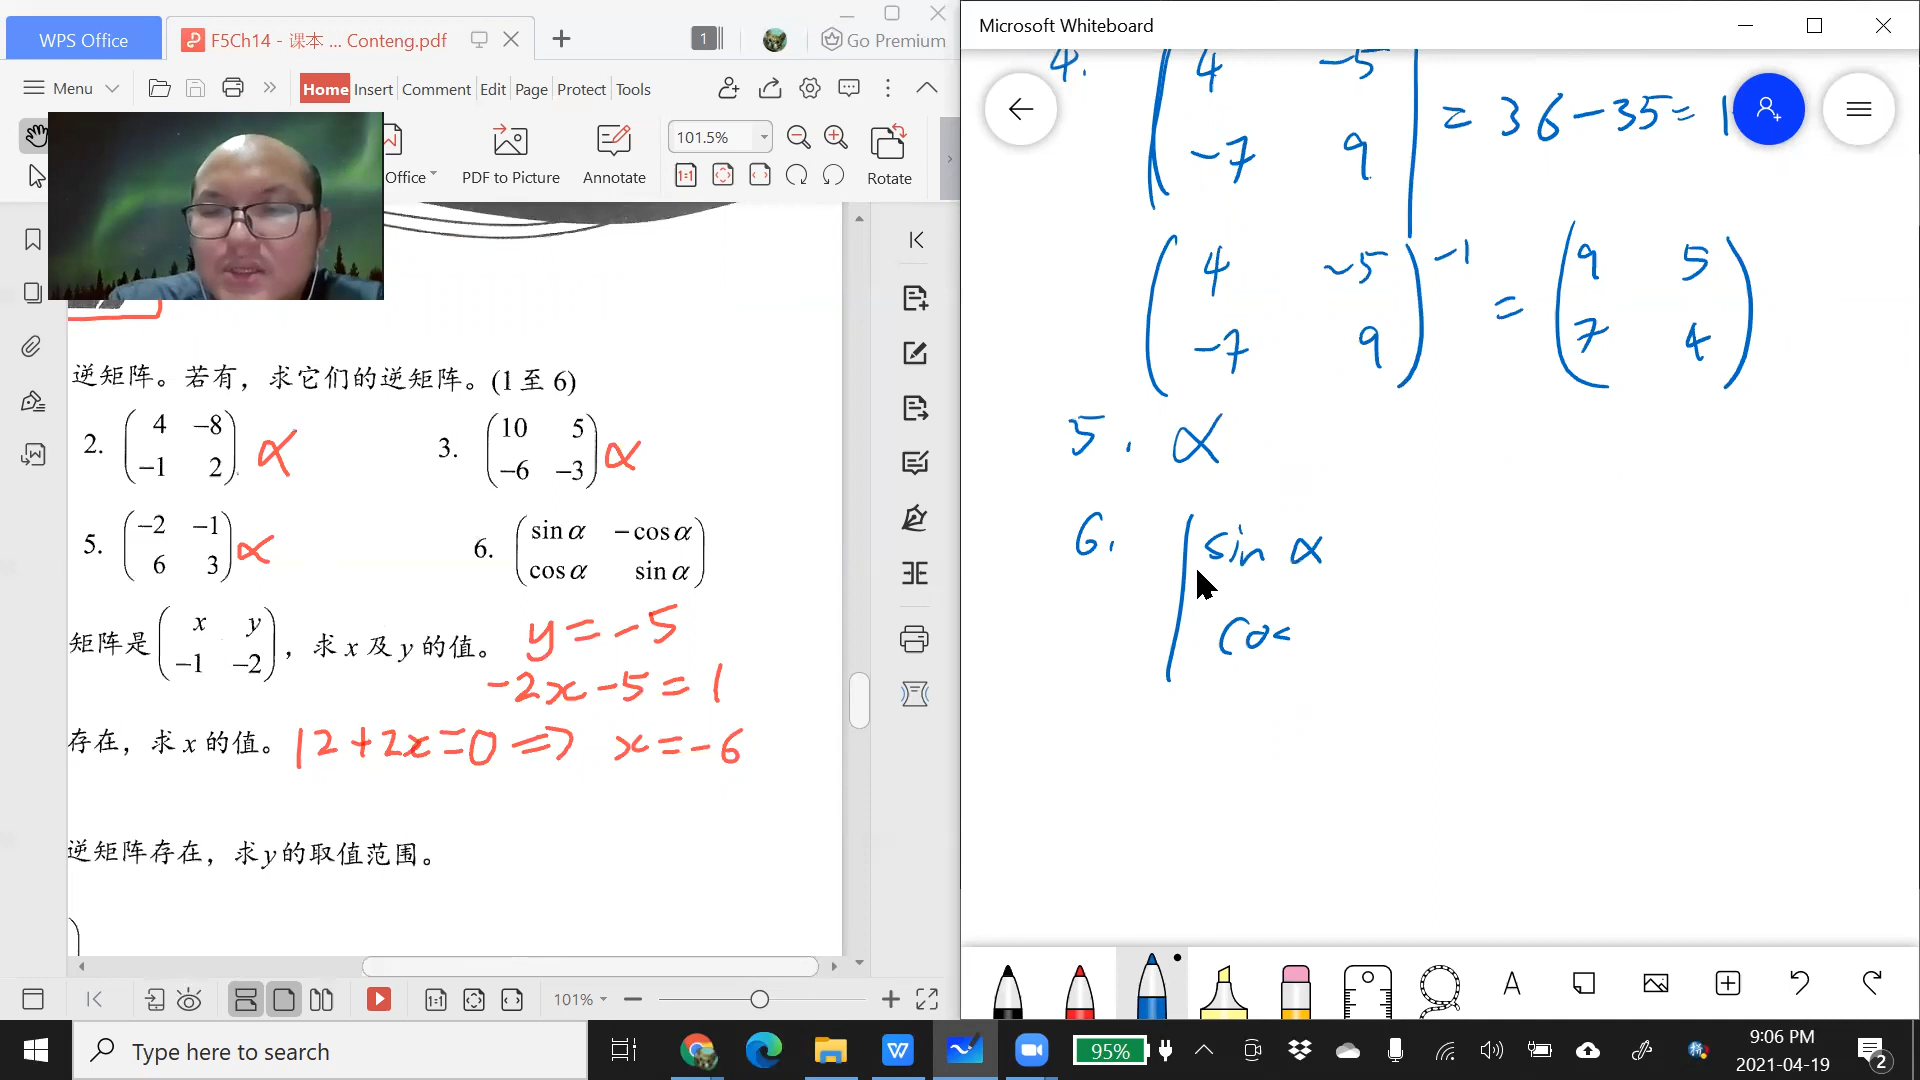 WPS Office
F5Ch14 - 课本 ... Conteng.pdf
1
Go Premium
Menu
Home Insert Comment Edit Page Protect Tools
Office
PDF to Picture
Annotate
101.5%
1:1
Rotate
逆矩阵。若有，求它们的逆矩阵。(1 至 6)
2. ( 4 −8 α
−1 2 )
3. ( 10 5 α
−6 −3 )
5. ( −2 −1 α
6 3 )
6. ( sin α −cos α
cos α sin α )
矩阵是 ( x y
−1 −2 ) ，求 x 及 y 的值。
y = -5
-2x -5 = 1
存在，求 x 的值。 12+2x=0 => x=-6
逆矩阵存在，求y的取值范围。
101%
Microsoft Whiteboard
4. | 4 -5
-7 9 | = 36-35= 1
( 4 -5
-7 9 ) -1 = ( 9 5
7 4 )
5. α
6. | sin α
cos
Type here to search
95%
9:06 PM
2021-04-19
2